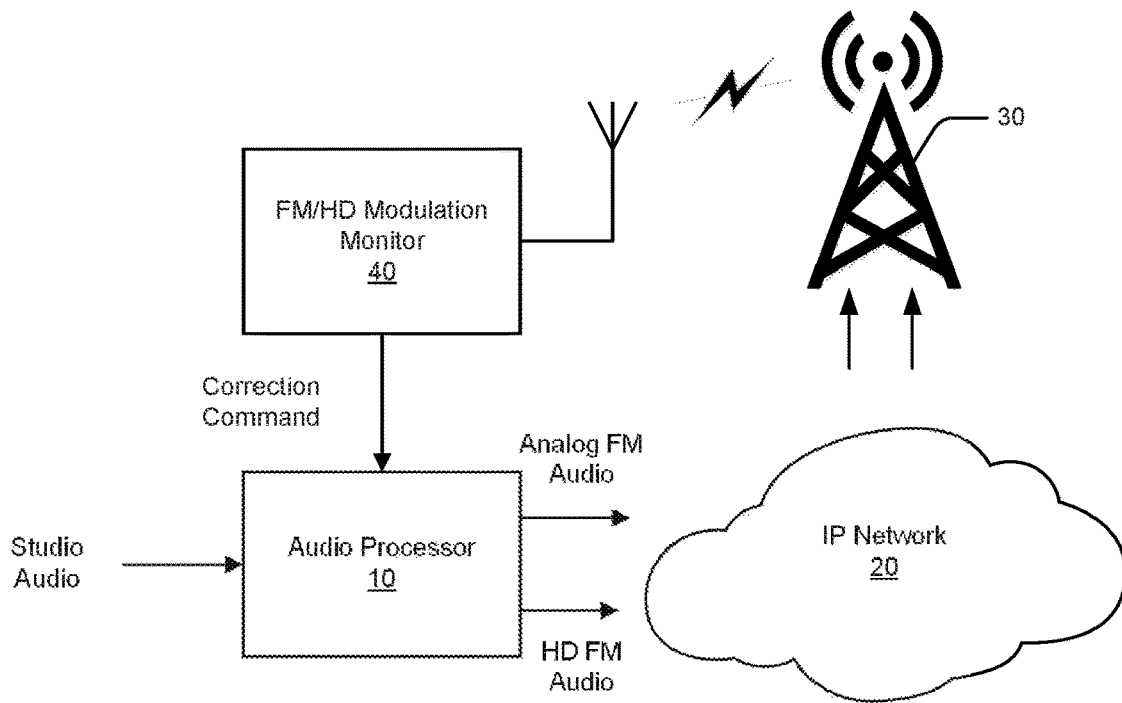 30
FM/HD Modulation
Monitor
40
Correction
Command
Analog FM
Audio
Studio
Audio
Audio Processor
10
IP Network
20
HD FM
Audio